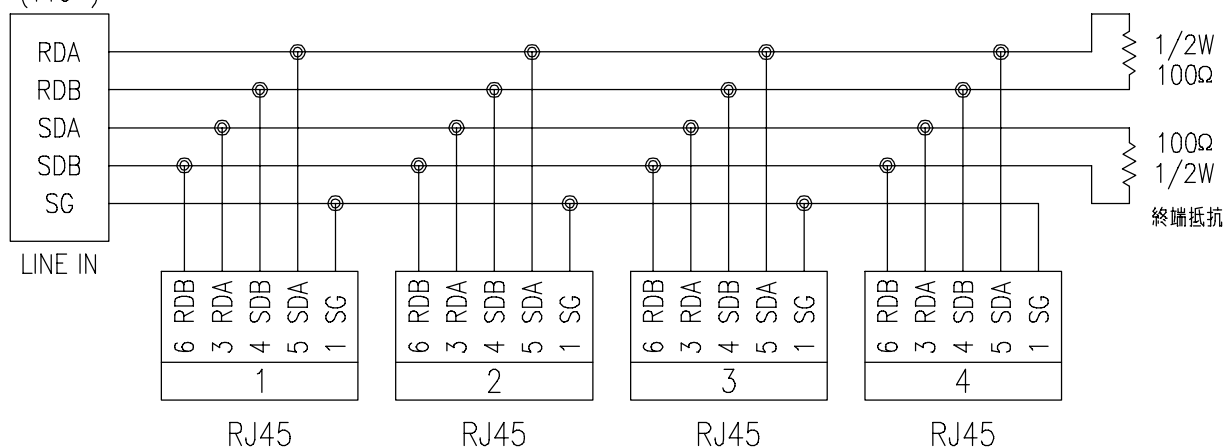 RDA
RDB
SDA
SDB
SG
LINE IN
1/2W
100Ω
100Ω
1/2W
終端抵抗
6 RDB
3 RDA
4 SDB
5 SDA
1 SG
1
RJ45
6 RDB
3 RDA
4 SDB
5 SDA
1 SG
2
RJ45
6 RDB
3 RDA
4 SDB
5 SDA
1 SG
3
RJ45
6 RDB
3 RDA
4 SDB
5 SDA
1 SG
4
RJ45